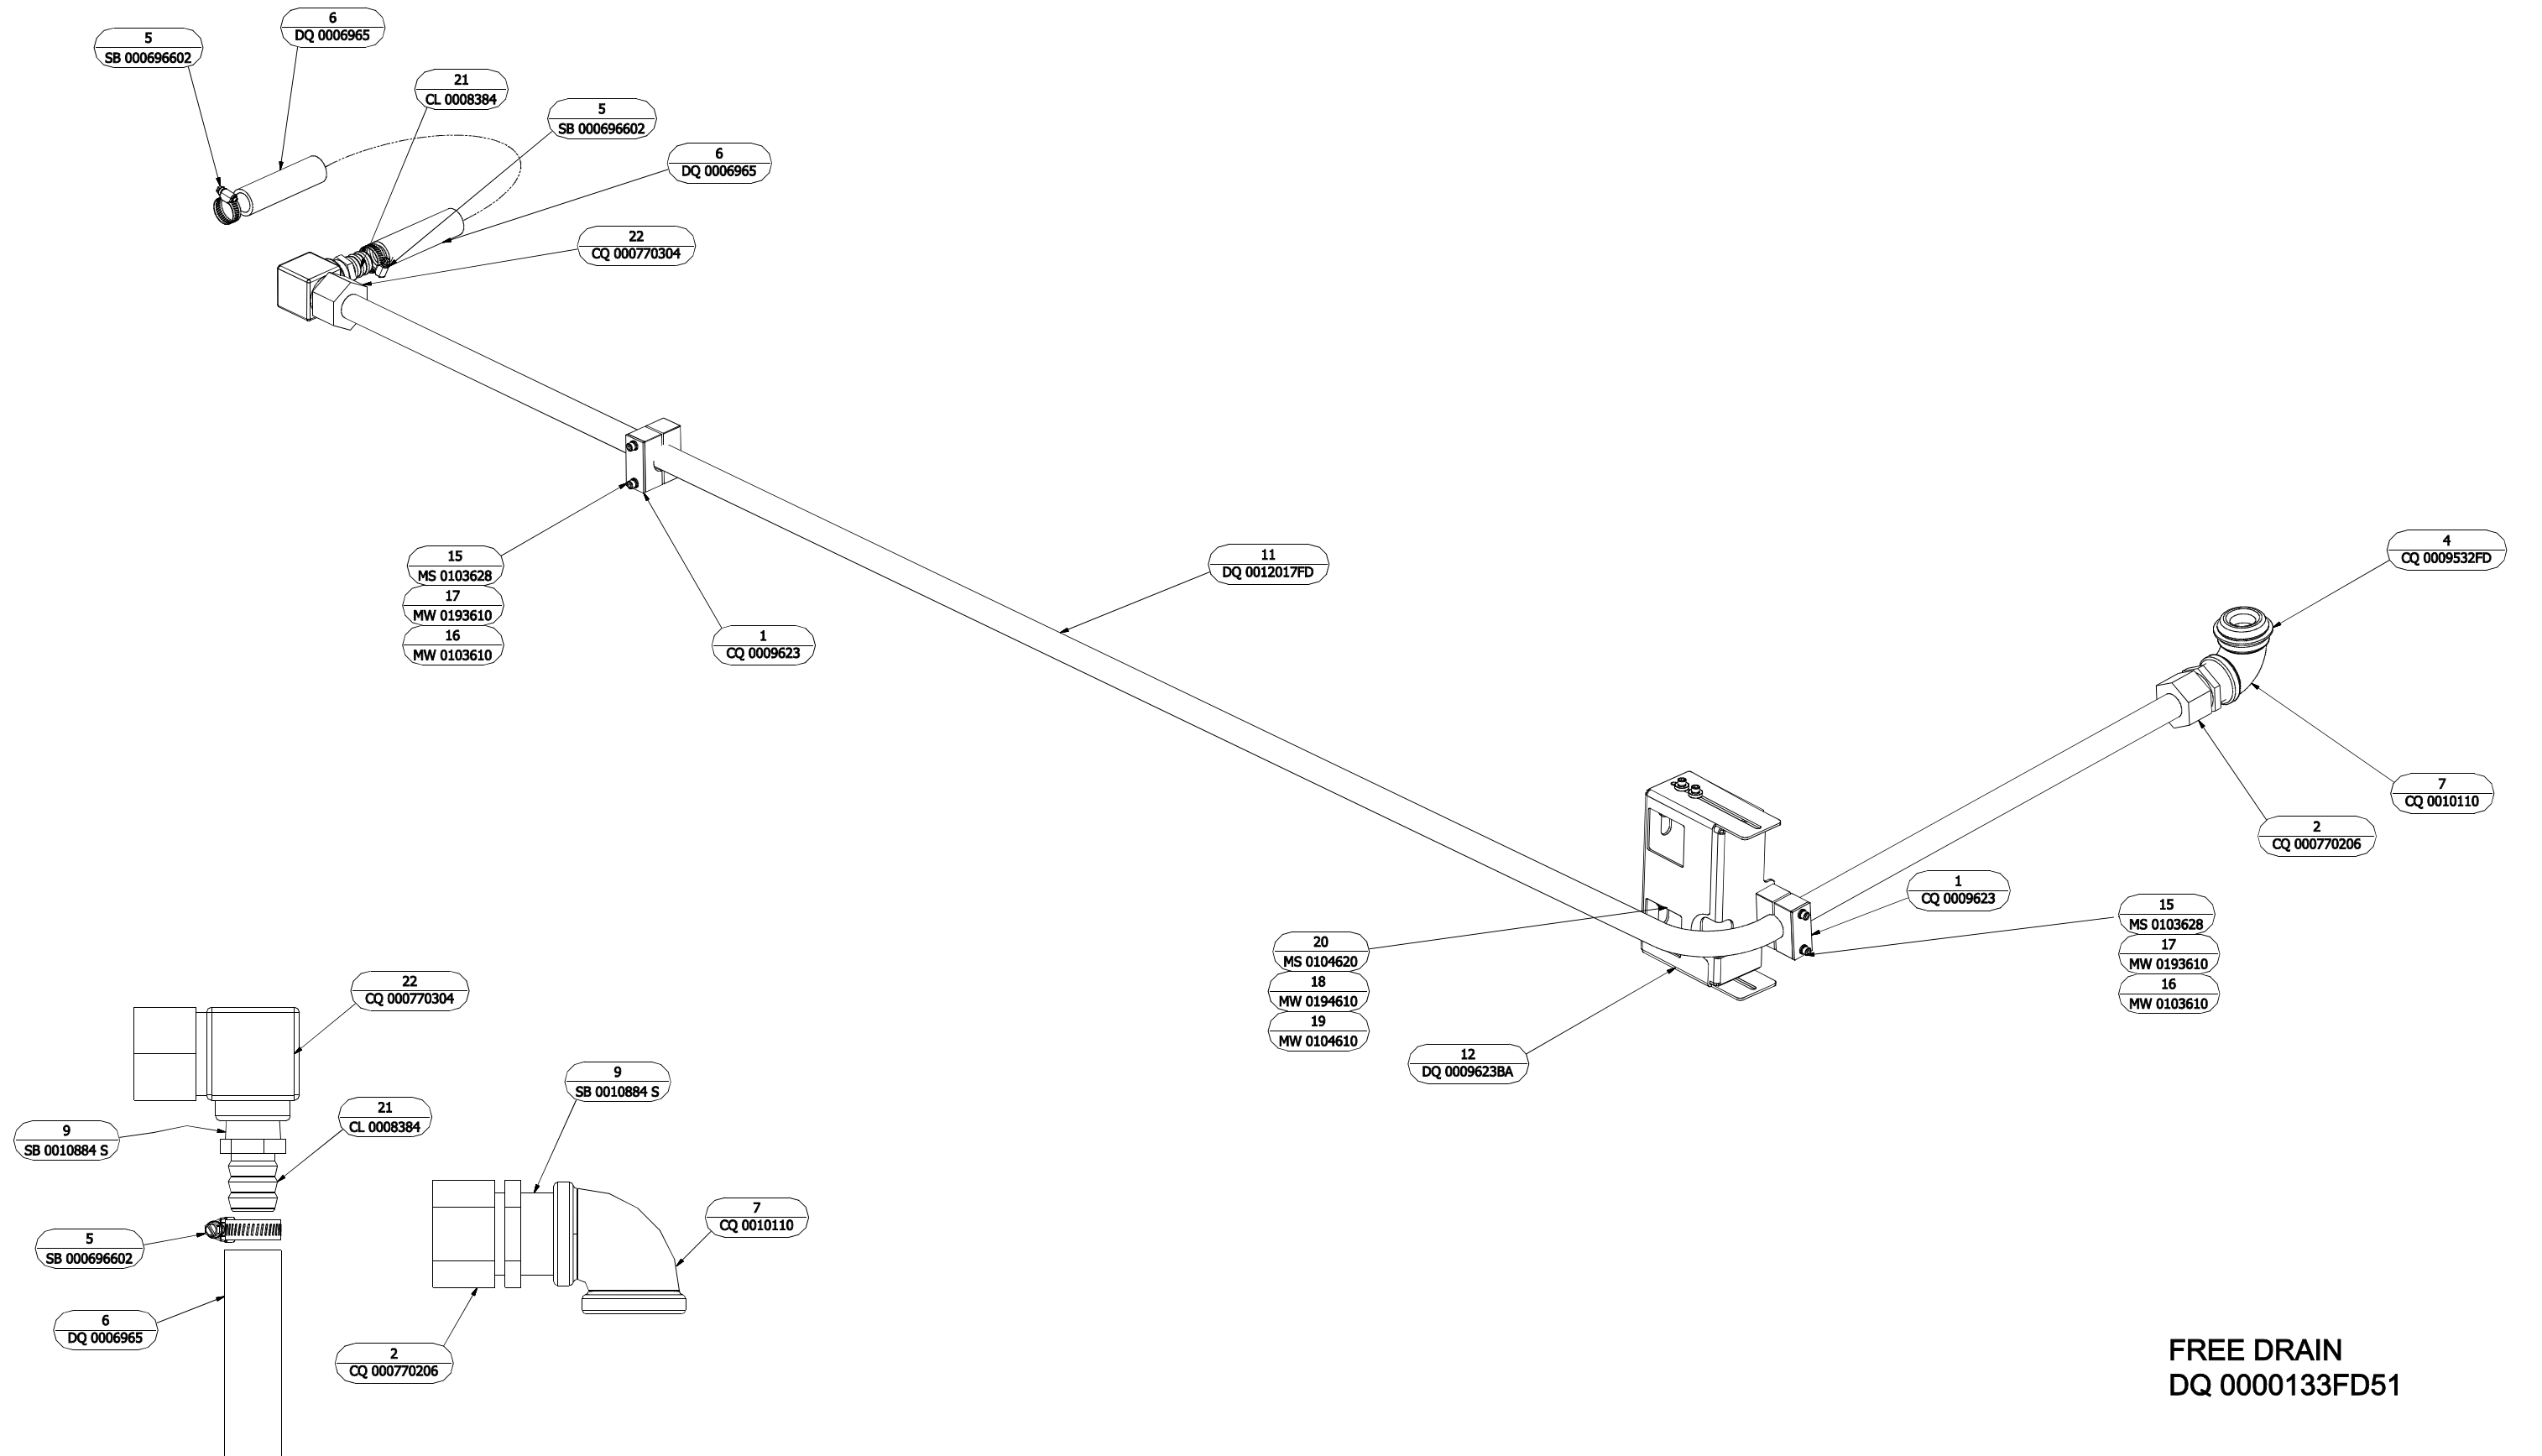 6
DQ 0006965
5
SB 000696602
21
CL 0008384
5
SB 000696602
6
DQ 0006965
22
CQ 000770304
15
MS 0103628
17
MW 0193610
16
MW 0103610
1
CQ 0009623
11
DQ 0012017FD
4
CQ 0009532FD
7
CQ 0010110
2
CQ 000770206
1
CQ 0009623
15
MS 0103628
17
MW 0193610
16
MW 0103610
20
MS 0104620
18
MW 0194610
19
MW 0104610
12
DQ 0009623BA
22
CQ 000770304
9
SB 0010884 S
21
CL 0008384
9
SB 0010884 S
7
CQ 0010110
5
SB 000696602
6
DQ 0006965
2
CQ 000770206
FREE DRAIN
DQ 0000133FD51